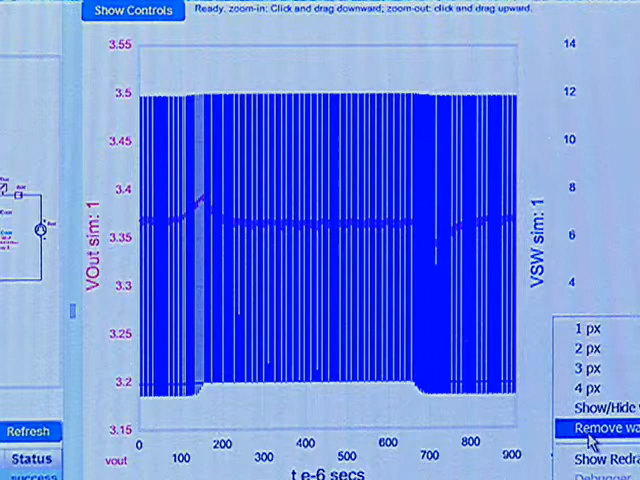 Show Controls
Ready. zoom-in: Click and drag downward; zoom-out: click and drag upward.
3.55
3.5
3.45
3.4
3.35
3.3
3.25
3.2
3.15
VOut sim: 1
14
12
10
8
6
4
VSW sim: 1
0
100
200
300
400
500
600
700
800
900
vout
t e-6 secs
Refresh
Status
success
1 px
2 px
3 px
4 px
Show/Hide
Remove wa
Show Redra
Debugger